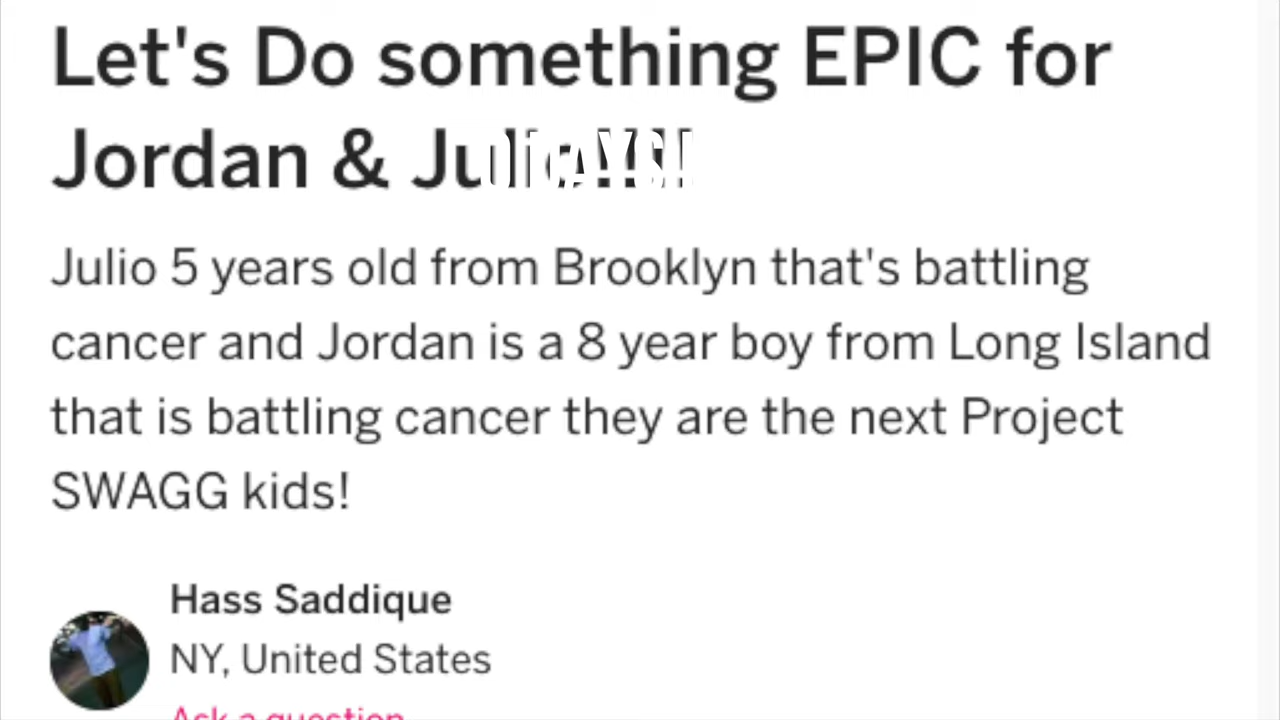 Let's Do something EPIC for
Jordan &
Julio 5 years old from Brooklyn that's battling
cancer and Jordan is a 8 year boy from Long Island
that is battling cancer they are the next Project
SWAGG kids!
Hass Saddique
NY, United States
Ask a question